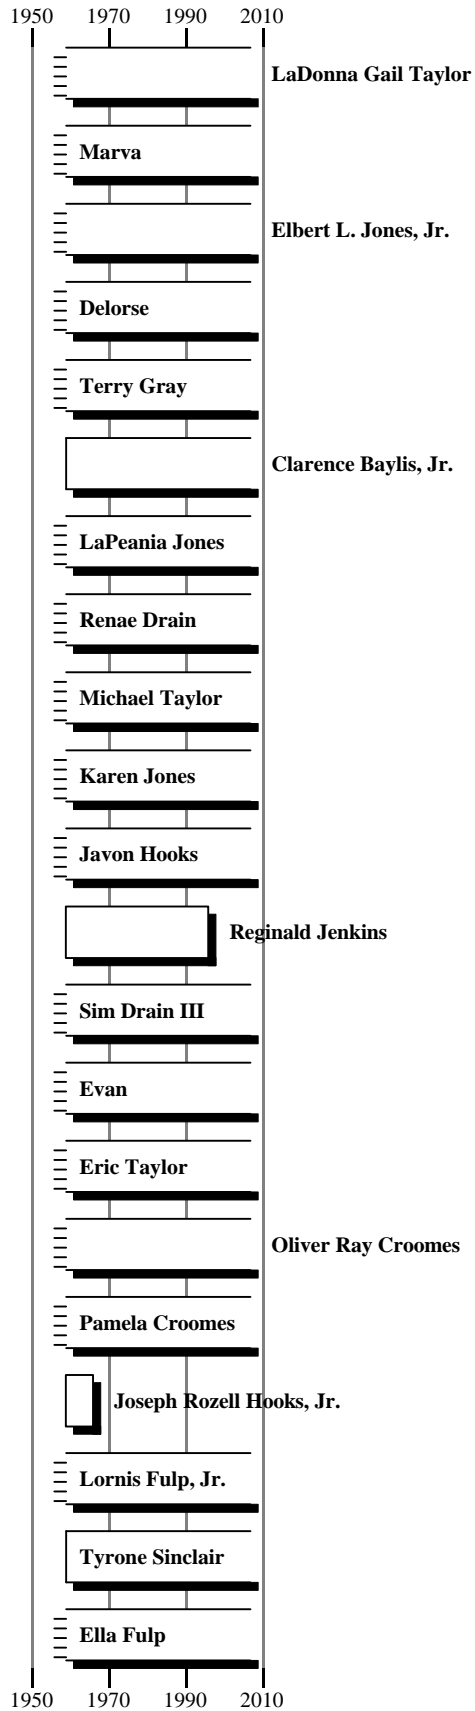 1950 1970 1990 2010
LaDonna Gail Taylor
Marva
Elbert L. Jones, Jr.
Delorse
Terry Gray
Clarence Baylis, Jr.
LaPeania Jones
Renae Drain
Michael Taylor
Karen Jones
Javon Hooks
Reginald Jenkins
Sim Drain III
Evan
Eric Taylor
Oliver Ray Croomes
Pamela Croomes
Joseph Rozell Hooks, Jr.
Lornis Fulp, Jr.
Tyrone Sinclair
Ella Fulp
1950 1970 1990 2010